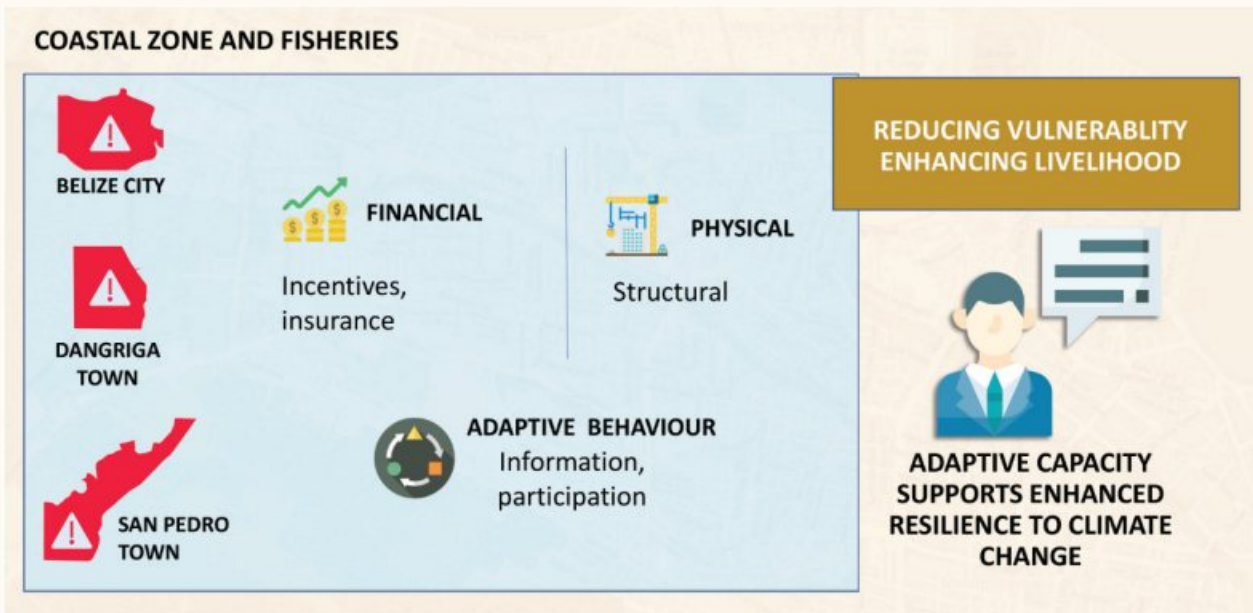 COASTAL ZONE AND FISHERIES
BELIZE CITY
DANGRIGA
TOWN
SAN PEDRO
TOWN
FINANCIAL
Incentives,
insurance
PHYSICAL
Structural
ADAPTIVE BEHAVIOUR
Information,
participation
REDUCING VULNERABLITY
ENHANCING LIVELIHOOD
ADAPTIVE CAPACITY
SUPPORTS ENHANCED
RESILIENCE TO CLIMATE
CHANGE